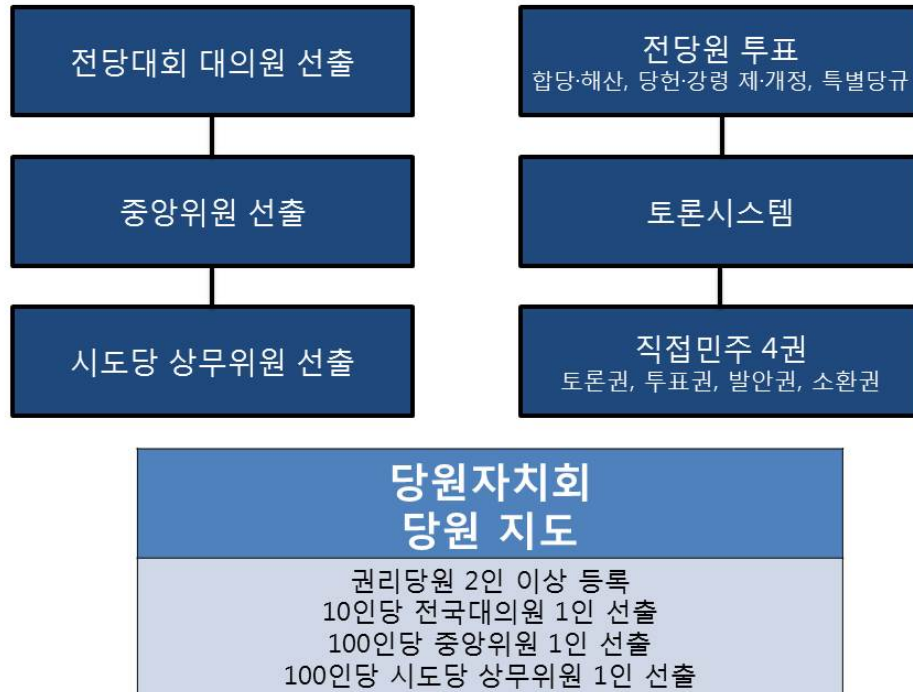 전당대회 대의원 선출
중앙위원 선출
시도당 상무위원 선출
전당원 투표
합당·해산, 당헌·강령 제·개정, 특별당규
토론시스템
직접민주 4권
토론권, 투표권, 발안권, 소환권
당원자치회
당원 지도
권리당원 2인 이상 등록
10인당 전국대의원 1인 선출
100인당 중앙위원 1인 선출
100인당 시도당 상무위원 1인 선출